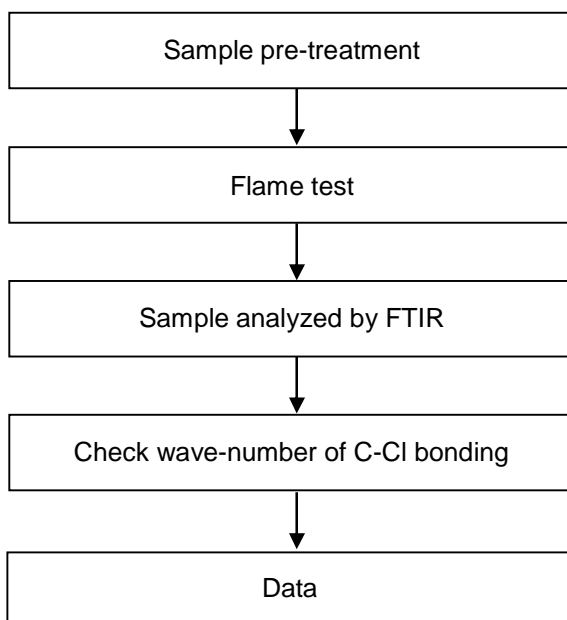 Sample pre-treatment
Flame test
Sample analyzed by FTIR
Check wave-number of C-Cl bonding
Data